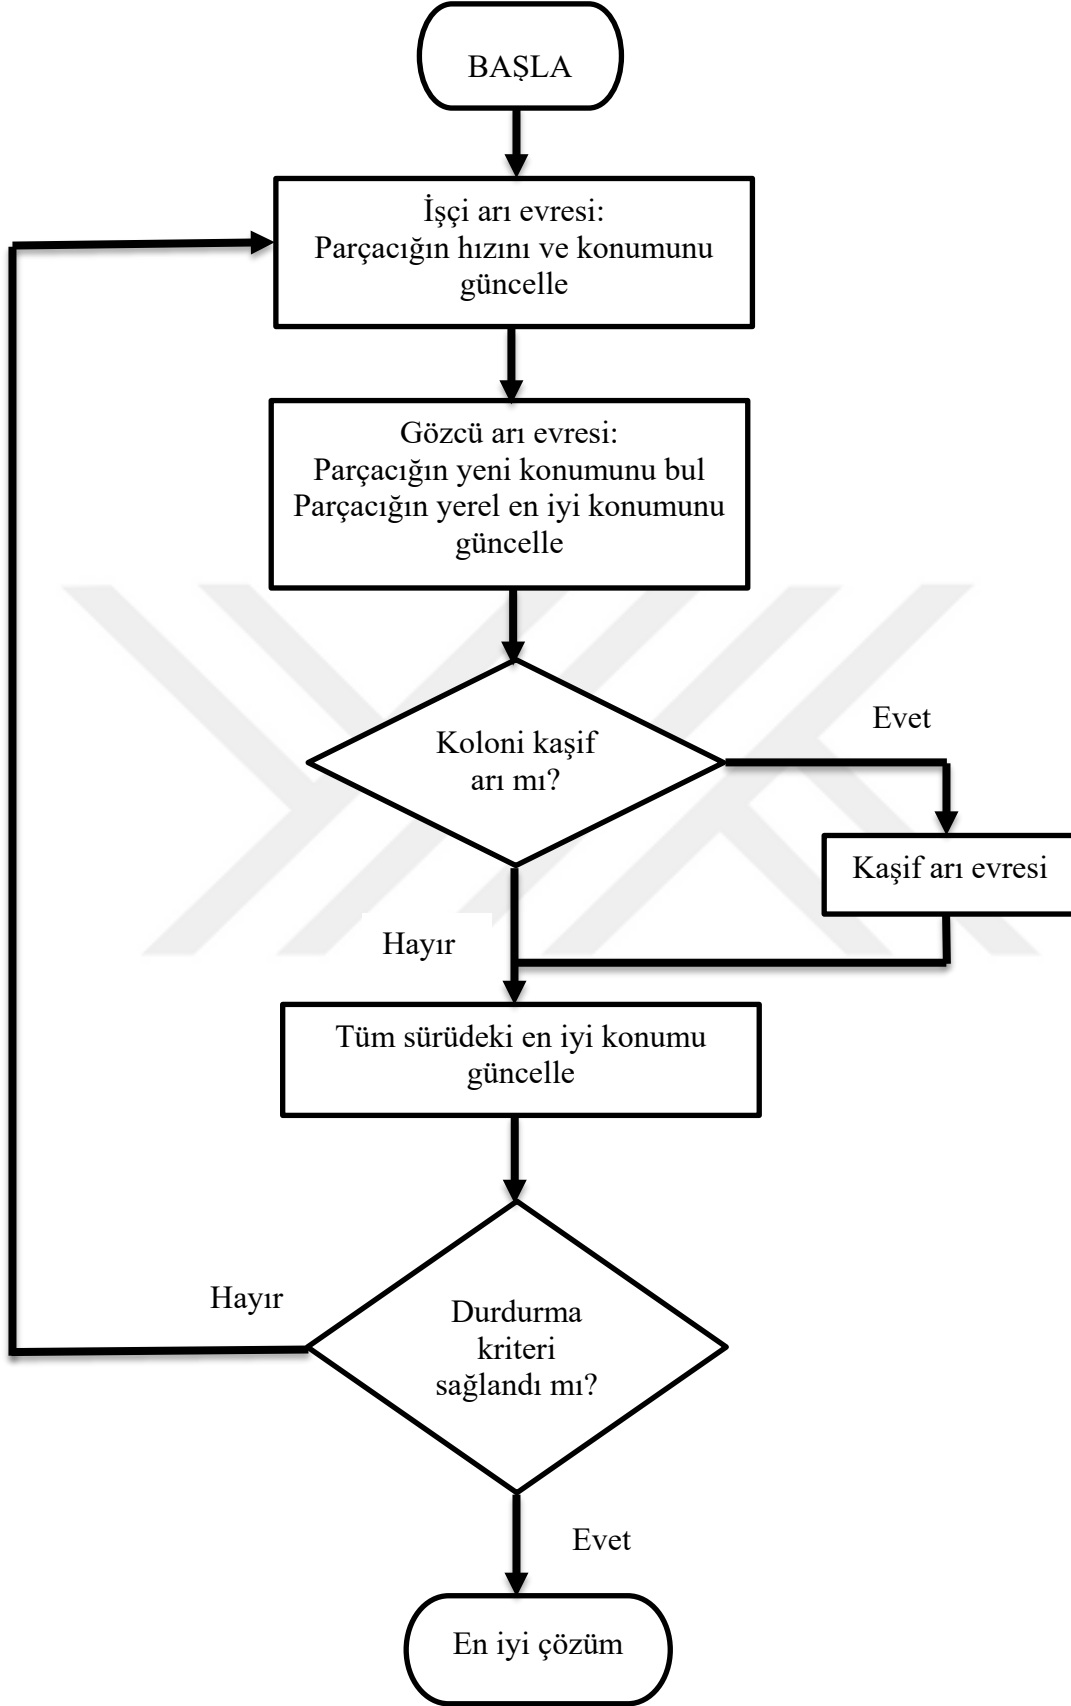 BAŞLA
İşçi arı evresi:
Parçacığın hızını ve konumunu
güncelle
Gözcü arı evresi:
Parçacığın yeni konumunu bul
Parçacığın yerel en iyi konumunu
güncelle
Koloni kaşif
arı mı?
Evet
Kaşif arı evresi
Hayır
Tüm sürüdeki en iyi konumu
güncelle
Durdurma
kriteri
sağlandı mı?
Hayır
Evet
En iyi çözüm